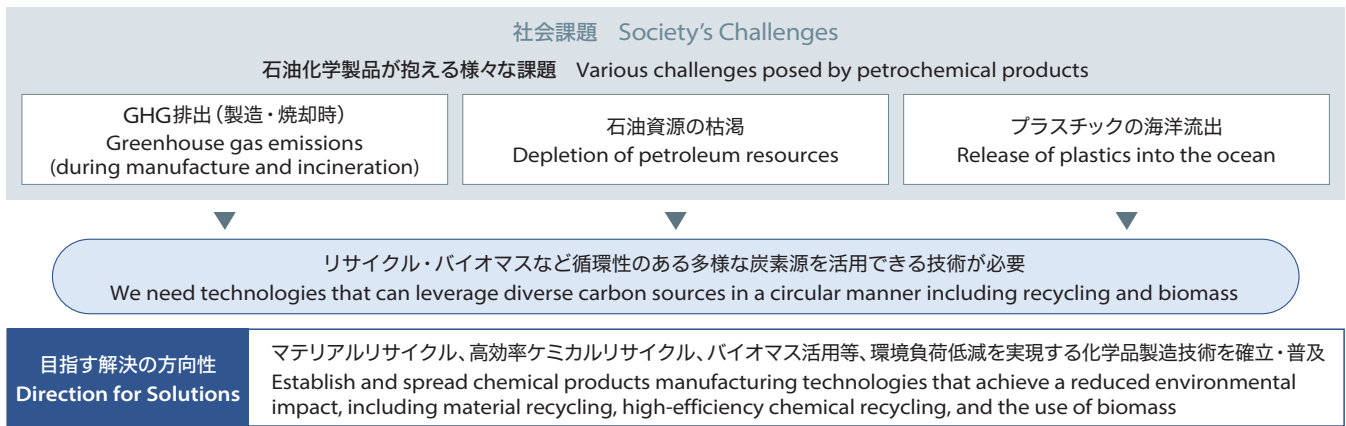 社会課題 Society's Challenges
石油化学製品が抱える様々な課題 Various challenges posed by petrochemical products
GHG排出（製造・焼却時）
Greenhouse gas emissions
(during manufacture and incineration)
石油資源の枯渇
Depletion of petroleum resources
プラスチックの海洋流出
Release of plastics into the ocean
リサイクル・バイオマスなど循環性のある多様な炭素源を活用できる技術が必要
We need technologies that can leverage diverse carbon sources in a circular manner including recycling and biomass
目指す解決の方向性
Direction for Solutions
マテリアルリサイクル、高効率ケミカルリサイクル、バイオマス活用等、環境負荷低減を実現する化学品製造技術を確立・普及
Establish and spread chemical products manufacturing technologies that achieve a reduced environmental
impact, including material recycling, high-efficiency chemical recycling, and the use of biomass